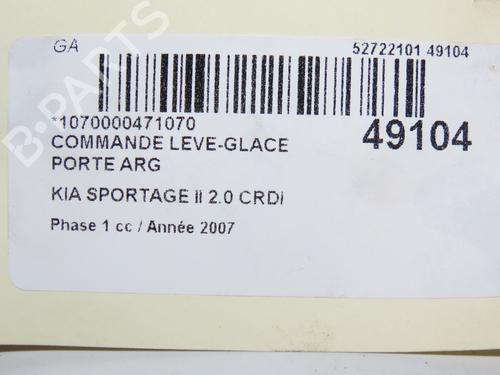 GA
52722101 49104
*1070000471070
49104
COMMANDE LEVE-GLACE
PORTE ARG
KIA SPORTAGE II 2.0 CRDI
Phase 1 cc / Année 2007
B-PARTS